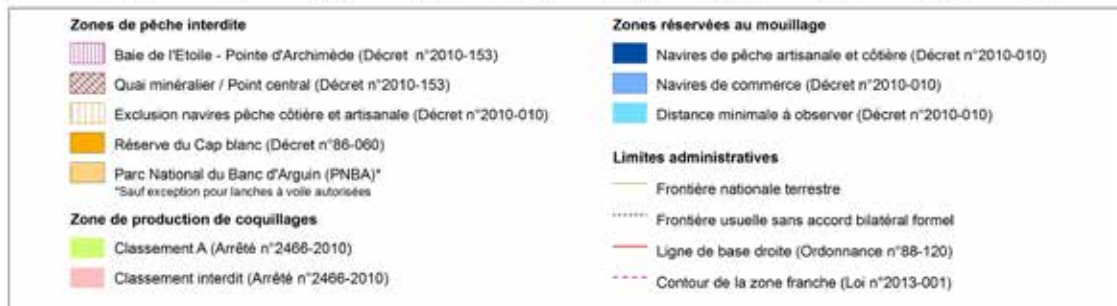 Zones de pêche interdite
Baie de l'Etoile - Pointe d'Archimède (Décret n°2010-153)
Quai minéralier / Point central (Décret n°2010-153)
Exclusion navires pêche côtière et artisanale (Décret n°2010-010)
Réserve du Cap blanc (Décret n°86-060)
Parc National du Banc d'Arguin (PNBA)*
*Sauf exception pour lanches à voile autorisées
Zone de production de coquillages
Classement A (Arrêté n°2466-2010)
Classement interdit (Arrêté n°2466-2010)
Zones réservées au mouillage
Navires de pêche artisanale et côtière (Décret n°2010-010)
Navires de commerce (Décret n°2010-010)
Distance minimale à observer (Décret n°2010-010)
Limites administratives
Frontière nationale terrestre
Frontière usuelle sans accord bilatéral formel
Ligne de base droite (Ordonnance n°88-120)
Contour de la zone franche (Loi n°2013-001)